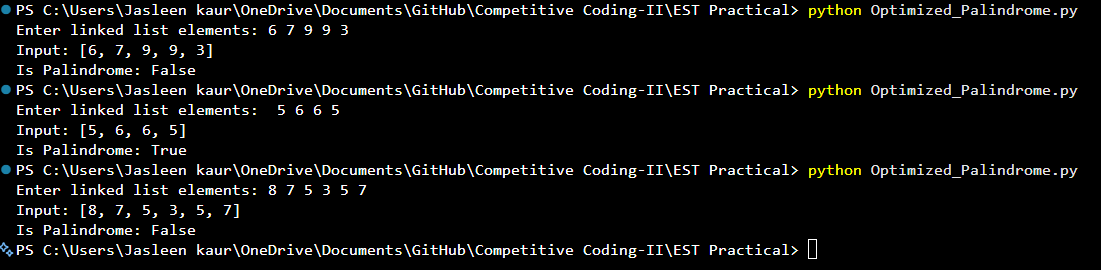 PS C:\Users\Jasleen kaur\OneDrive\Documents\GitHub\Competitive Coding-II\EST Practical> python Optimized_Palindrome.py
Enter linked list elements: 6 7 9 9 3
Input: [6, 7, 9, 9, 3]
Is Palindrome: False
PS C:\Users\Jasleen kaur\OneDrive\Documents\GitHub\Competitive Coding-II\EST Practical> python Optimized_Palindrome.py
Enter linked list elements:  5 6 6 5
Input: [5, 6, 6, 5]
Is Palindrome: True
PS C:\Users\Jasleen kaur\OneDrive\Documents\GitHub\Competitive Coding-II\EST Practical> python Optimized_Palindrome.py
Enter linked list elements: 8 7 5 3 5 7
Input: [8, 7, 5, 3, 5, 7]
Is Palindrome: False
PS C:\Users\Jasleen kaur\OneDrive\Documents\GitHub\Competitive Coding-II\EST Practical>